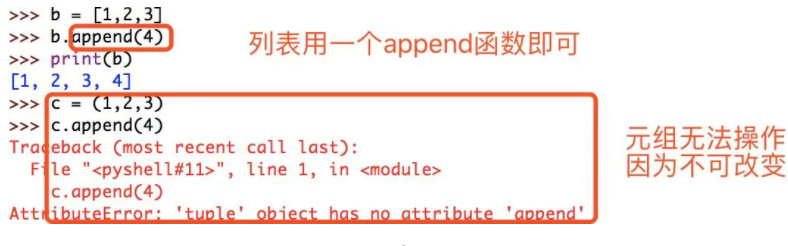 >>> b = [1,2,3]
>>> b.append(4)
列表用一个append函数即可
>>> print(b)
[1, 2, 3, 4]
>>> c = (1,2,3)
>>> c.append(4)
Traceback (most recent call last):
  File "<pyshell#11>", line 1, in <module>
    c.append(4)
AttributeError: 'tuple' object has no attribute 'append'
元组无法操作
因为不可改变